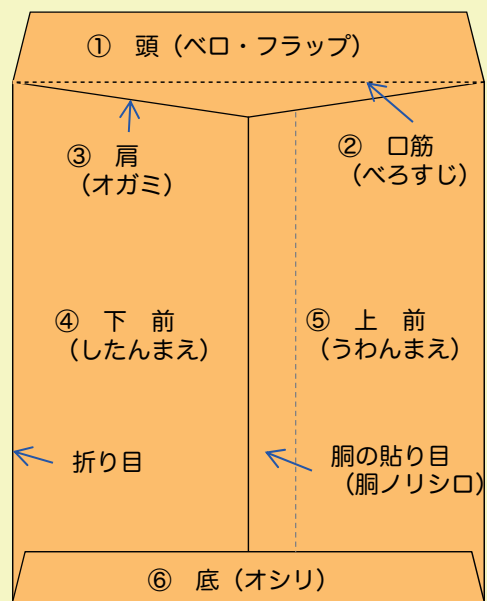 ① 頭（ベロ・フラップ）
② 口筋
（べろすじ）
③ 肩
（オガミ）
④ 下 前
（したんまえ）
⑤ 上 前
（うわんまえ）
折り目
胴の貼り目
（胴ノリシロ）
⑥ 底（オシリ）